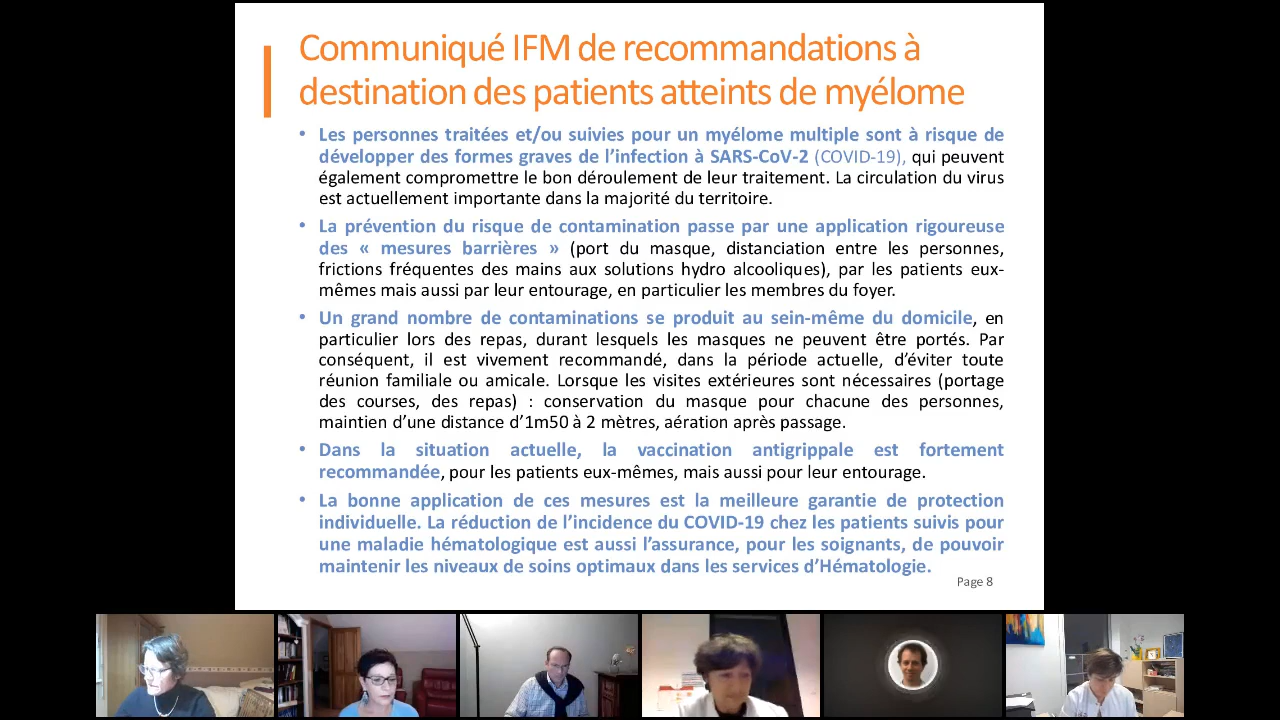 Communiqué IFM de recommandations à
destination des patients atteints de myélome
• Les personnes traitées et/ou suivies pour un myélome multiple sont à risque de
développer des formes graves de l'infection à SARS-CoV-2 (COVID-19), qui peuvent
également compromettre le bon déroulement de leur traitement. La circulation du virus
est actuellement importante dans la majorité du territoire.
• La prévention du risque de contamination passe par une application rigoureuse
des « mesures barrières » (port du masque, distanciation entre les personnes,
frictions fréquentes des mains aux solutions hydro alcooliques), par les patients eux-
mêmes mais aussi par leur entourage, en particulier les membres du foyer.
• Un grand nombre de contaminations se produit au sein-même du domicile, en
particulier lors des repas, durant lesquels les masques ne peuvent être portés. Par
conséquent, il est vivement recommandé, dans la période actuelle, d'éviter toute
réunion familiale ou amicale. Lorsque les visites extérieures sont nécessaires (portage
des courses, des repas) : conservation du masque pour chacune des personnes,
maintien d'une distance d'1m50 à 2 mètres, aération après passage.
• Dans la situation actuelle, la vaccination antigrippale est fortement
recommandée, pour les patients eux-mêmes, mais aussi pour leur entourage.
• La bonne application de ces mesures est la meilleure garantie de protection
individuelle. La réduction de l'incidence du COVID-19 chez les patients suivis pour
une maladie hématologique est aussi l'assurance, pour les soignants, de pouvoir
maintenir les niveaux de soins optimaux dans les services d'Hématologie.
Page 8